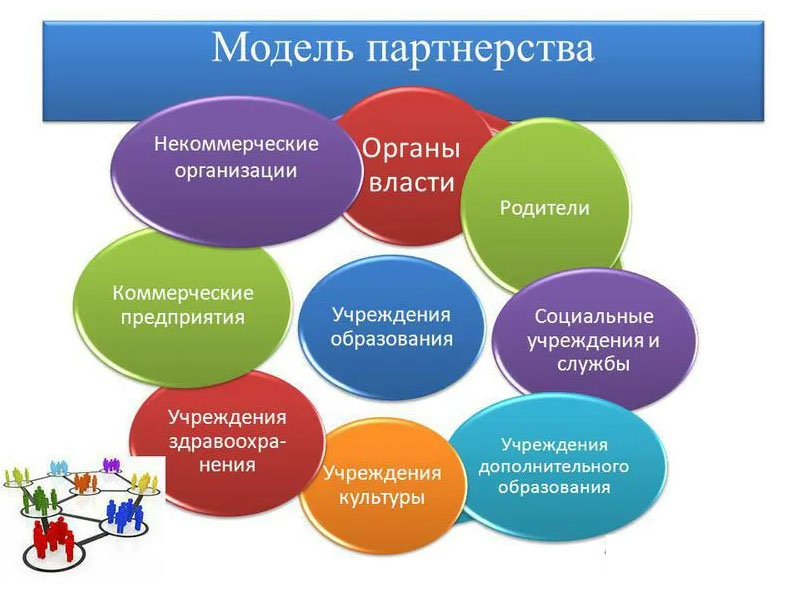 Модель партнерства
Некоммерческие
организации
Органы
власти
Родители
Коммерческие
предприятия
Учреждения
образования
Социальные
учреждения и
службы
Учреждения
здравоохра-
нения
Учреждения
культуры
Учреждения
дополнительного
образования